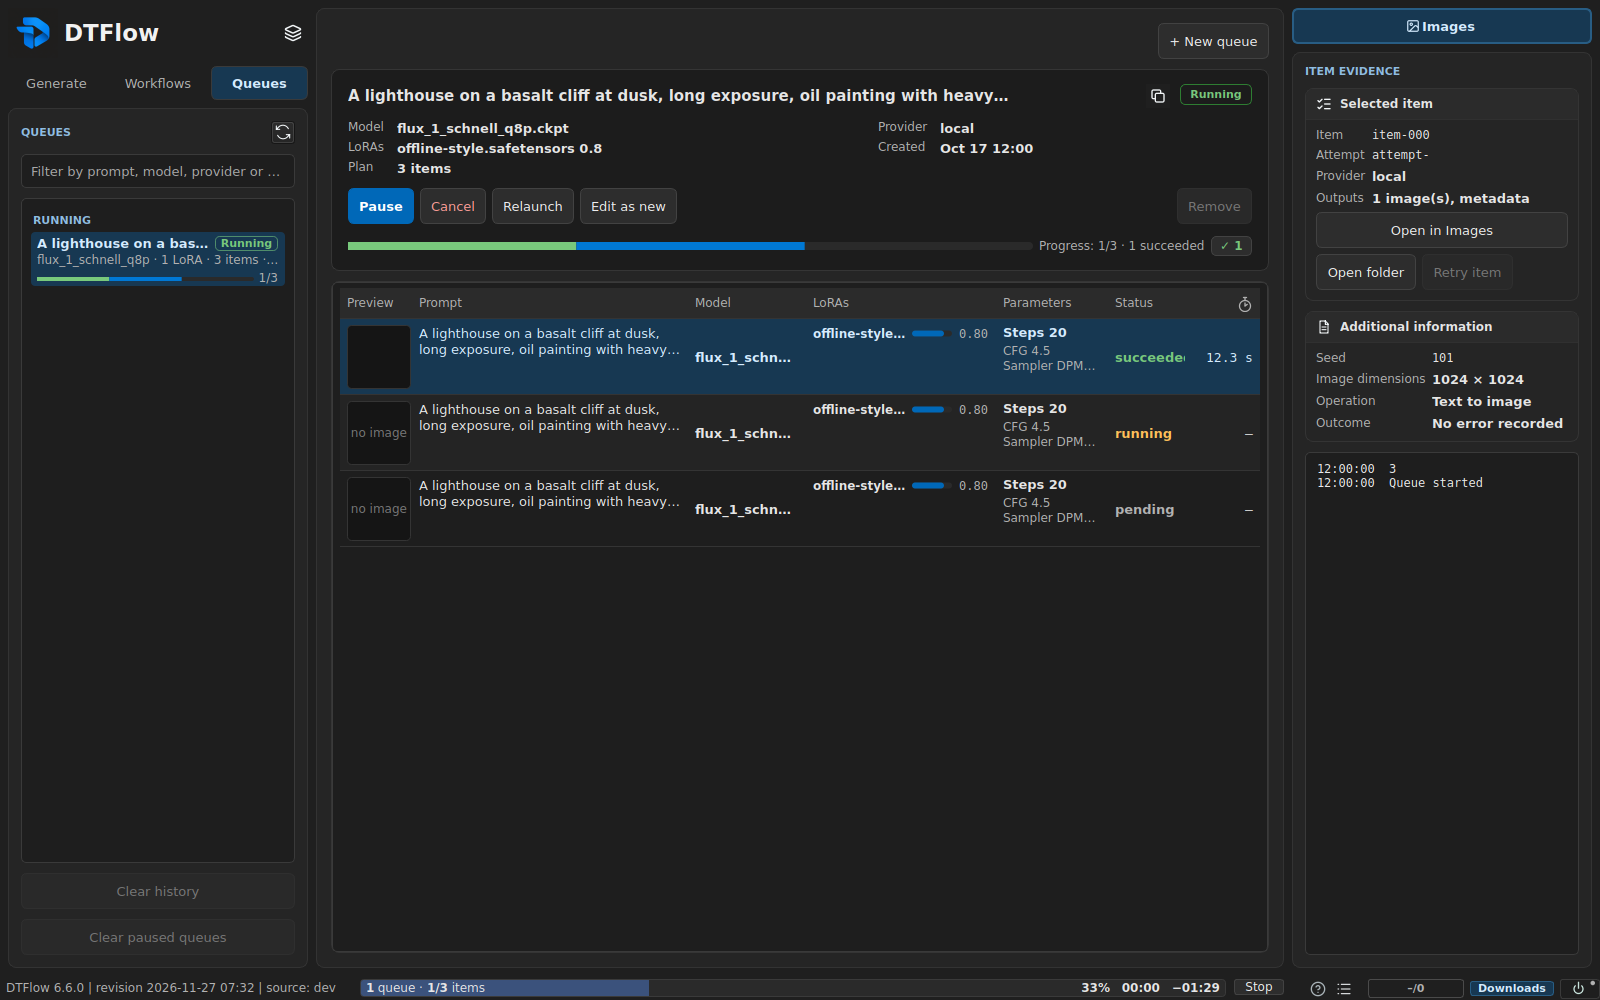 DTFlow
Generate
Workflows
Queues
QUEUES
Filter by prompt, model, provider or ...
RUNNING
A lighthouse on a bas...
Running
flux_1_schnell_q8p · 1 LoRA · 3 items ·...
1/3
Clear history
Clear paused queues
+ New queue
A lighthouse on a basalt cliff at dusk, long exposure, oil painting with heavy...
Running
Model flux_1_schnell_q8p.ckpt
Provider local
LoRAs offline-style.safetensors 0.8
Created Oct 17 12:00
Plan 3 items
Pause
Cancel
Relaunch
Edit as new
Remove
Progress: 1/3 · 1 succeeded
✓ 1
Preview Prompt Model LoRAs Parameters Status
A lighthouse on a basalt cliff at dusk,
long exposure, oil painting with heavy...
flux_1_schn...
offline-style... 0.80
Steps 20
CFG 4.5
Sampler DPM...
succeeded
12.3 s
no image
A lighthouse on a basalt cliff at dusk,
long exposure, oil painting with heavy...
flux_1_schn...
offline-style... 0.80
Steps 20
CFG 4.5
Sampler DPM...
running
—
no image
A lighthouse on a basalt cliff at dusk,
long exposure, oil painting with heavy...
flux_1_schn...
offline-style... 0.80
Steps 20
CFG 4.5
Sampler DPM...
pending
—
Images
ITEM EVIDENCE
Selected item
Item item-000
Attempt attempt-
Provider local
Outputs 1 image(s), metadata
Open in Images
Open folder
Retry item
Additional information
Seed 101
Image dimensions 1024 × 1024
Operation Text to image
Outcome No error recorded
12:00:00 3
12:00:00 Queue started
DTFlow 6.6.0 | revision 2026-11-27 07:32 | source: dev
1 queue · 1/3 items
33% 00:00 −01:29
Stop
-/0
Downloads